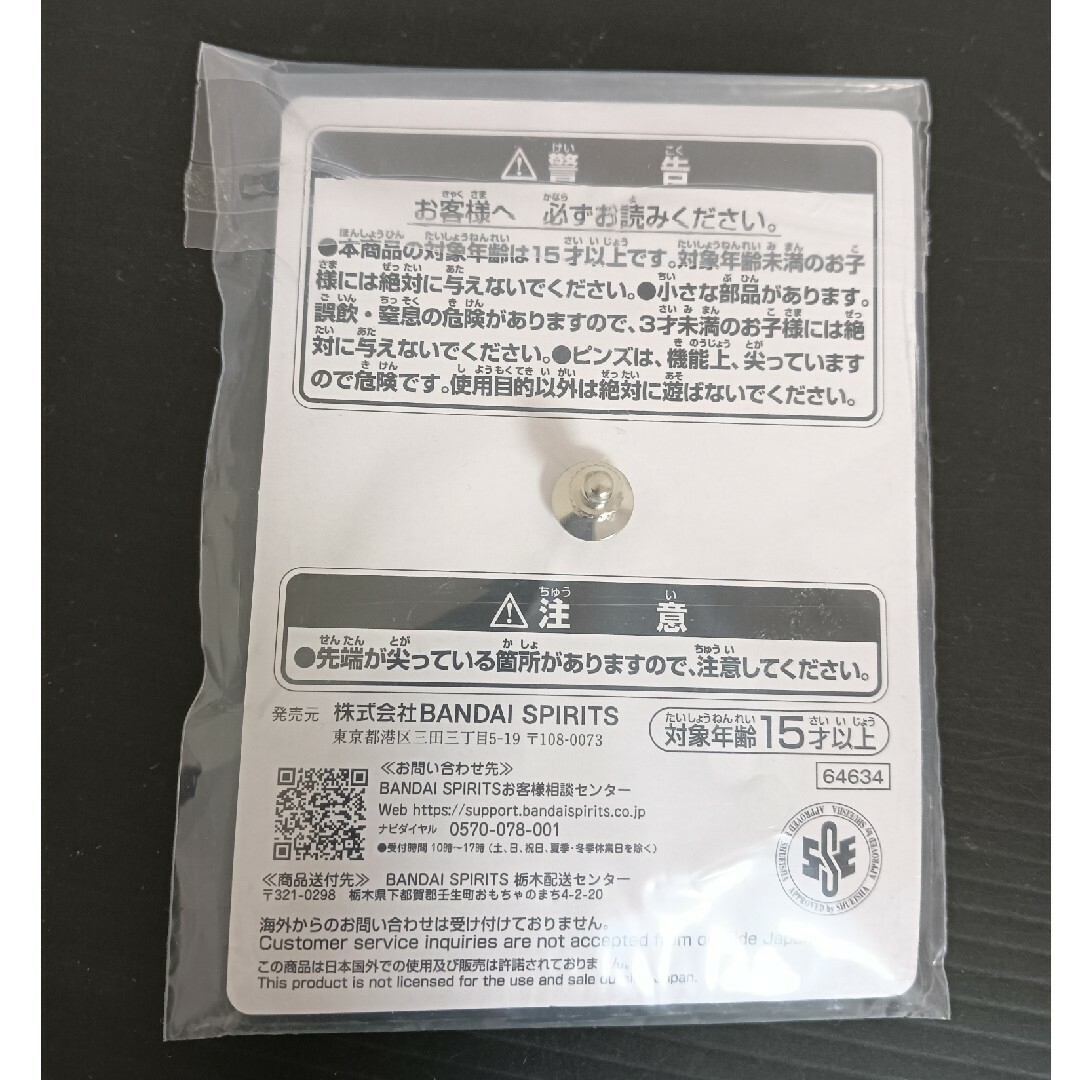 ⚠警告
お客様へ 必ずお読みください。
●本商品の対象年齢は15才以上です。対象年齢未満のお子
様には絶対に与えないでください。●小さな部品があります。
誤飲・窒息の危険がありますので、3才未満のお子様には絶
対に与えないでください。●ピンズは、機能上、尖っています
ので危険です。使用目的以外は絶対に遊ばないでください。
⚠注意
●先端が尖っている箇所がありますので、注意してください。
発売元 株式会社BANDAI SPIRITS
東京都港区三田三丁目5-19 〒108-0073
対象年齢15才以上
64634
≪お問い合わせ先≫
BANDAI SPIRITSお客様相談センター
Web https://support.bandaispirits.co.jp
ナビダイヤル 0570-078-001
●受付時間 10時〜17時（土、日、祝日、夏季・冬季休業日を除く）
≪商品送付先≫ BANDAI SPIRITS 栃木配送センター
〒321-0298 栃木県下都賀郡壬生町おもちゃのまち4-2-20
APPROVED by SHUEISHA
海外からのお問い合わせは受け付けておりません。
Customer service inquiries are not accepted from outside Japan.
この商品は日本国外での使用及び販売は許諾されておりません。
This product is not licensed for the use and sale outside Japan.